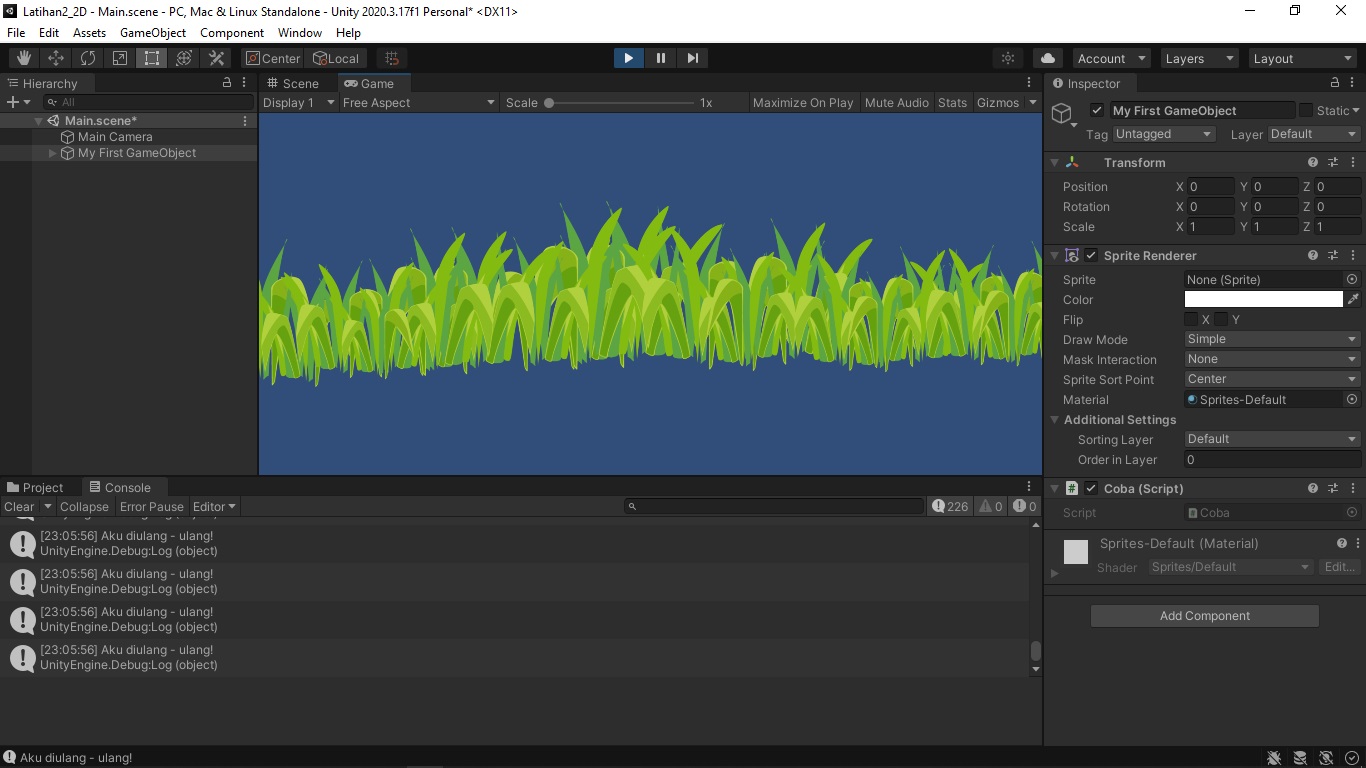 Latihan2_2D - Main.scene - PC, Mac & Linux Standalone - Unity 2020.3.17f1 Personal* <DX11>
File Edit Assets GameObject Component Window Help
Center Local Account Layers Layout
Hierarchy
All
Main.scene*
Main Camera
My First GameObject
Scene Game
Display 1 Free Aspect Scale 1x Maximize On Play Mute Audio Stats Gizmos
Inspector
My First GameObject Static
Tag Untagged Layer Default
Transform
Position X 0 Y 0 Z 0
Rotation X 0 Y 0 Z 0
Scale X 1 Y 1 Z 1
Sprite Renderer
Sprite None (Sprite)
Color
Flip X Y
Draw Mode Simple
Mask Interaction None
Sprite Sort Point Center
Material Sprites-Default
Additional Settings
Sorting Layer Default
Order in Layer 0
Coba (Script)
Script Coba
Sprites-Default (Material)
Shader Sprites/Default Edit...
Add Component
Project Console
Clear Collapse Error Pause Editor 226 0 0
UnityEngine.Debug:Log (object)
[23:05:56] Aku diulang - ulang!
UnityEngine.Debug:Log (object)
[23:05:56] Aku diulang - ulang!
UnityEngine.Debug:Log (object)
[23:05:56] Aku diulang - ulang!
UnityEngine.Debug:Log (object)
[23:05:56] Aku diulang - ulang!
UnityEngine.Debug:Log (object)
Aku diulang - ulang!